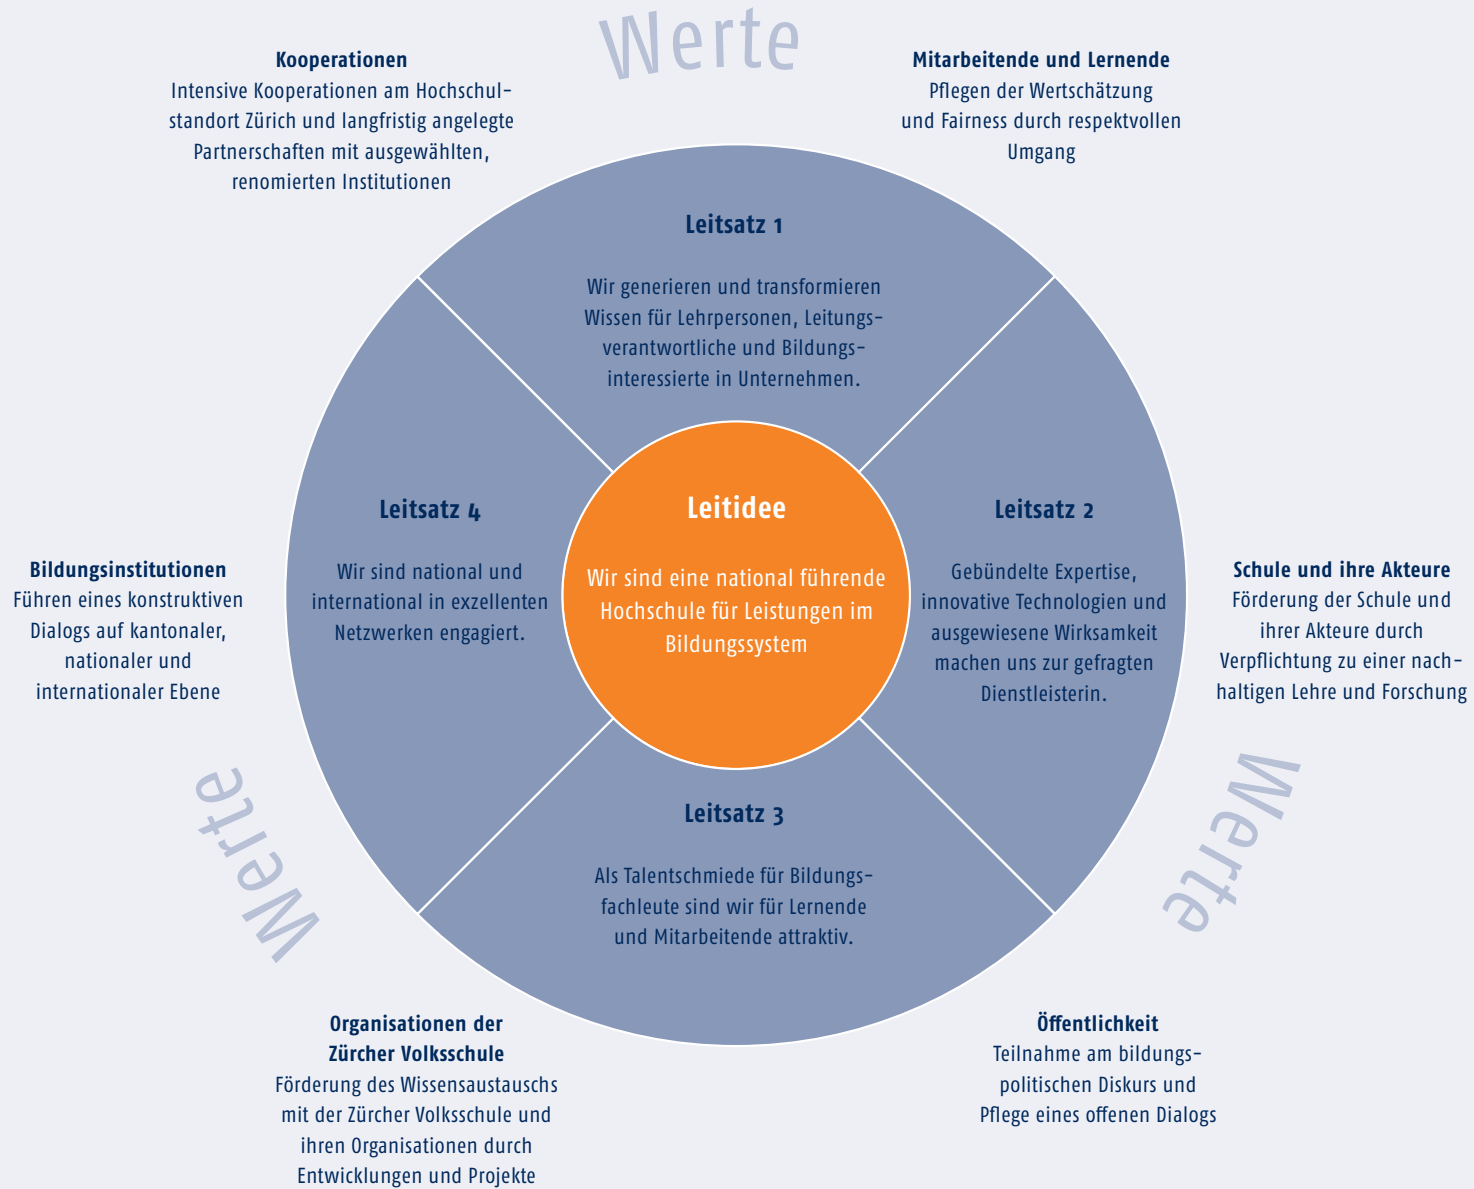 Werte
Kooperationen
Intensive Kooperationen am Hochschul-
standort Zürich und langfristig angelegte
Partnerschaften mit ausgewählten,
renomierten Institutionen
Mitarbeitende und Lernende
Pflegen der Wertschätzung
und Fairness durch respektvollen
Umgang
Leitsatz 1
Wir generieren und transformieren
Wissen für Lehrpersonen, Leitungs-
verantwortliche und Bildungs-
interessierte in Unternehmen.
Leitsatz 4
Wir sind national und
international in exzellenten
Netzwerken engagiert.
Leitidee
Wir sind eine national führende
Hochschule für Leistungen im
Bildungssystem
Leitsatz 2
Gebündelte Expertise,
innovative Technologien und
ausgewiesene Wirksamkeit
machen uns zur gefragten
Dienstleisterin.
Bildungsinstitutionen
Führen eines konstruktiven
Dialogs auf kantonaler,
nationaler und
internationaler Ebene
Schule und ihre Akteure
Förderung der Schule und
ihrer Akteure durch
Verpflichtung zu einer nach-
haltigen Lehre und Forschung
Werte
Werte
Leitsatz 3
Als Talentschmiede für Bildungs-
fachleute sind wir für Lernende
und Mitarbeitende attraktiv.
Organisationen der
Zürcher Volksschule
Förderung des Wissensaustauschs
mit der Zürcher Volksschule und
ihren Organisationen durch
Entwicklungen und Projekte
Öffentlichkeit
Teilnahme am bildungs-
politischen Diskurs und
Pflege eines offenen Dialogs